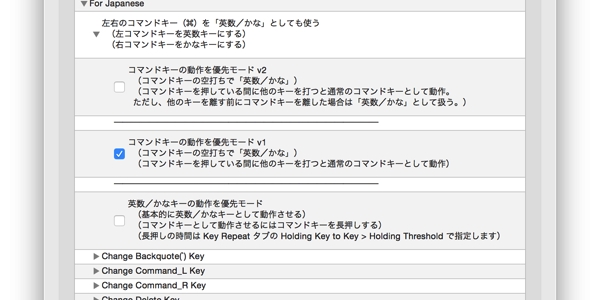 For Japanese
左右のコマンドキー（⌘）を「英数／かな」としても使う
（左コマンドキーを英数キーにする）
（右コマンドキーをかなキーにする）
コマンドキーの動作を優先モード v2
（コマンドキーの空打ちで「英数／かな」）
（コマンドキーを押している間に他のキーを打つと通常のコマンドキーとして動作。
ただし、他のキーを離す前にコマンドキーを離した場合は「英数／かな」として扱う。）
コマンドキーの動作を優先モード v1
（コマンドキーの空打ちで「英数／かな」）
（コマンドキーを押している間に他のキーを打つと通常のコマンドキーとして動作）
英数／かなキーの動作を優先モード
（基本的に英数／かなキーとして動作させる）
（コマンドキーとして動作させるにはコマンドキーを長押しする）
（長押しの時間は Key Repeat タブの Holding Key to Key > Holding Threshold で指定します）
Change Backquote(`) Key
Change Command_L Key
Change Command_R Key
Change Delete Key